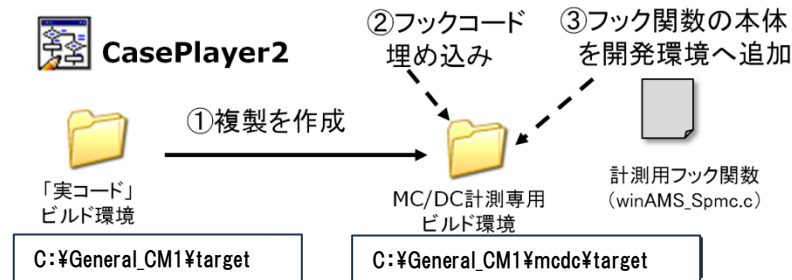 CasePlayer2
②フックコード
埋め込み
③フック関数の本体
を開発環境へ追加
①複製を作成
「実コード」
ビルド環境
MC/DC計測専用
ビルド環境
計測用フック関数
(winAMS_Spmc.c)
C:¥General_CM1¥target
C:¥General_CM1¥mcdc¥target